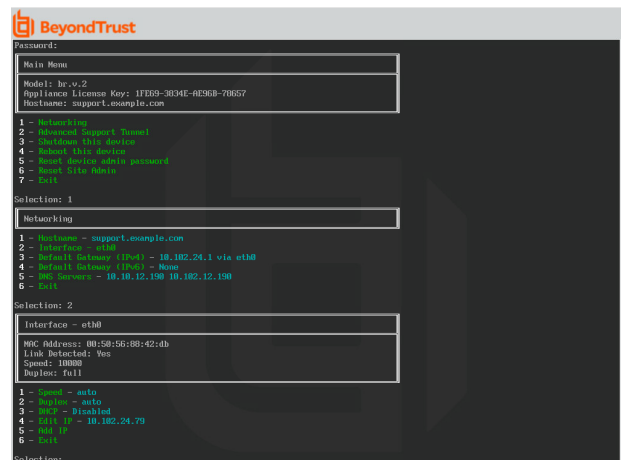 BeyondTrust
Password:
Main Menu
Model: br.v.2
Appliance License Key: 1FE69-3034E-AE96B-70657
Hostname: support.example.com
1 - Networking
2 - Advanced Support Tunnel
3 - Shutdown this device
4 - Reboot this device
5 - Reset device admin password
6 - Reset Site Admin
7 - Exit
Selection: 1
Networking
1 - Hostname - support.example.com
2 - Interface - eth0
3 - Default Gateway (IPv4) - 10.102.24.1 via eth0
4 - Default Gateway (IPv6) - None
5 - DNS Servers - 10.10.12.190 10.102.12.190
6 - Exit
Selection: 2
Interface - eth0
MAC Address: 00:50:56:88:42:db
Link Detected: Yes
Speed: 10000
Duplex: full
1 - Speed - auto
2 - Duplex - auto
3 - DHCP - Disabled
4 - Edit IP - 10.102.24.79
5 - Add IP
6 - Exit
Selection: